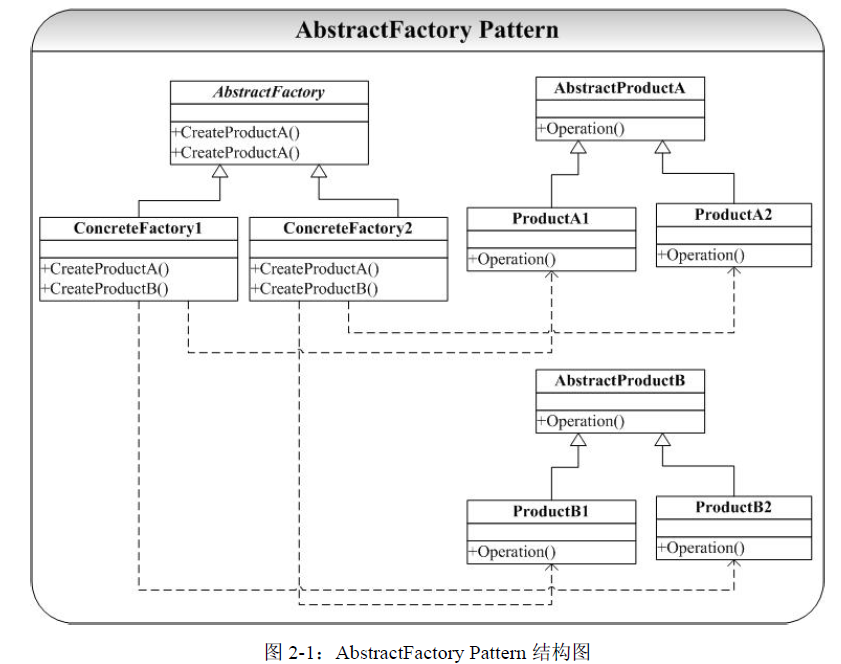 AbstractFactory Pattern
AbstractFactory
+CreateProductA()
+CreateProductA()
AbstractProductA
+Operation()
ConcreteFactory1
+CreateProductA()
+CreateProductB()
ConcreteFactory2
+CreateProductA()
+CreateProductB()
ProductA1
+Operation()
ProductA2
+Operation()
AbstractProductB
+Operation()
ProductB1
+Operation()
ProductB2
+Operation()
图 2-1：AbstractFactory Pattern 结构图